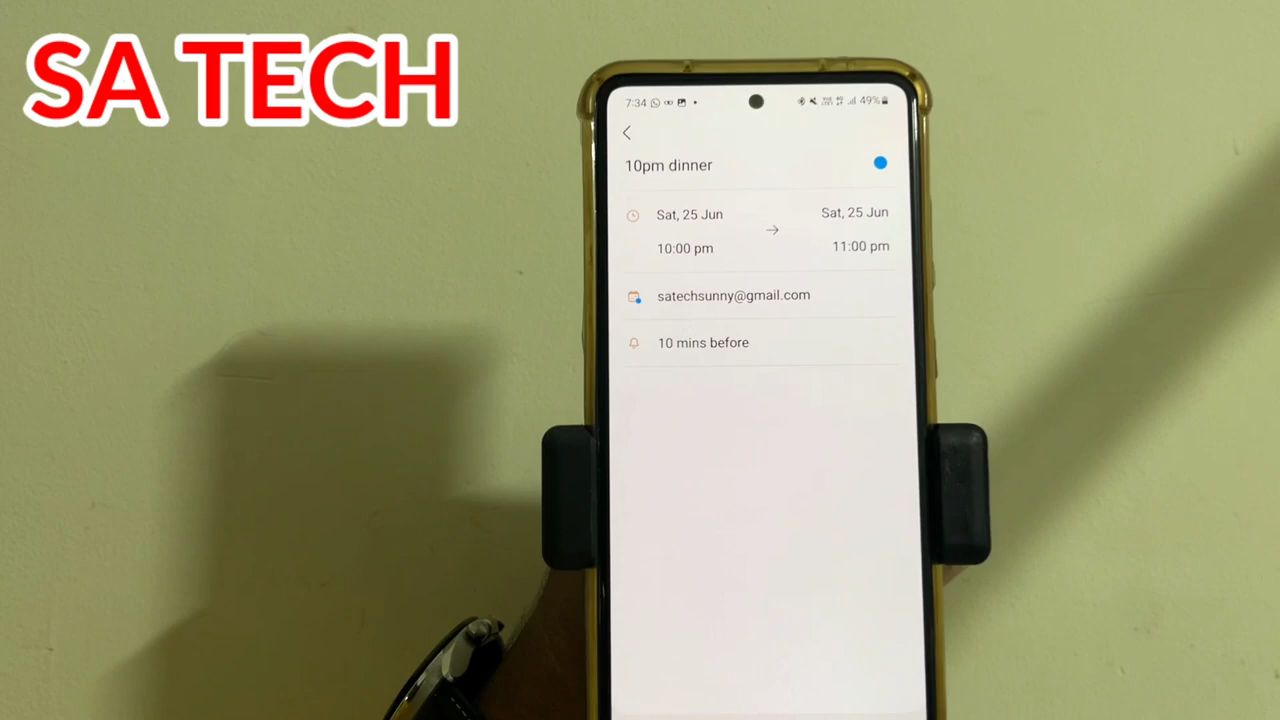 SA TECH
7:34 49%
10pm dinner
Sat, 25 Jun Sat, 25 Jun
10:00 pm 11:00 pm
satechsunny@gmail.com
10 mins before